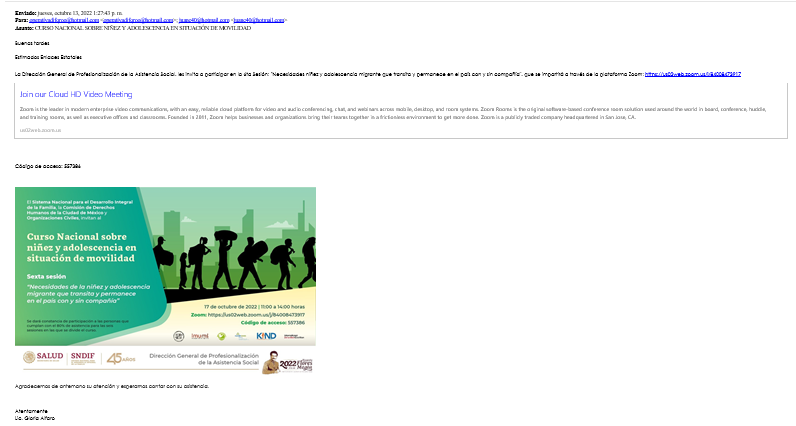 Enviado: jueves, octubre 13, 2022 1:27:43 p. m.
Asunto: CURSO NACIONAL SOBRE NIÑEZ Y ADOLESCENCIA EN SITUACIÓN DE MOVILIDAD
Buenas tardes
Estimados Enlaces Estatales
La Dirección General de Profesionalización de la Asistencia Social, les invita a participar en la 6ta Sesión: "Necesidades niñez y adolescencia migrante que transita y permanece en el país con y sin compañía", que se impartirá a través de la plataforma Zoom: https://us02web.zoom.us/j/84008473917
Join our Cloud HD Video Meeting
Zoom is the leader in modern enterprise video communications, with an easy, reliable cloud platform for video and audio conferencing, chat, and webinars across mobile, desktop, and room systems. Zoom Rooms is the original software-based conference room solution used around the world in board, conference, huddle,
and training rooms, as well as executive offices and classrooms. Founded in 2011, Zoom helps businesses and organizations bring their teams together in a frictionless environment to get more done. Zoom is a publicly traded company headquartered in San Jose, CA.
us02web.zoom.us
Código de acceso: 557386
El Sistema Nacional para el Desarrollo Integral
de la Familia, la Comisión de Derechos
Humanos de la Ciudad de México y
Organizaciones Civiles, invitan al
Curso Nacional sobre
niñez y adolescencia en
situación de movilidad
Sexta sesión
"Necesidades de la niñez y adolescencia
migrante que transita y permanece
en el país con y sin compañía"
17 de octubre de 2022 | 11:00 a 14:00 horas
Zoom: https://us02web.zoom.us/j/84008473917
Código de acceso: 557386
Se dará constancia de participación a las personas que
cumplan con el 80% de asistencia para las seis
sesiones en las que se divide el curso.
imumi
KIND
SALUD
SNDIF
45 AÑOS
Dirección General de Profesionalización
de la Asistencia Social
2022 Flores Magón
Agradecemos de antemano su atención y esperamos contar con su asistencia.
Atentamente
Lic. Gloria Alfaro